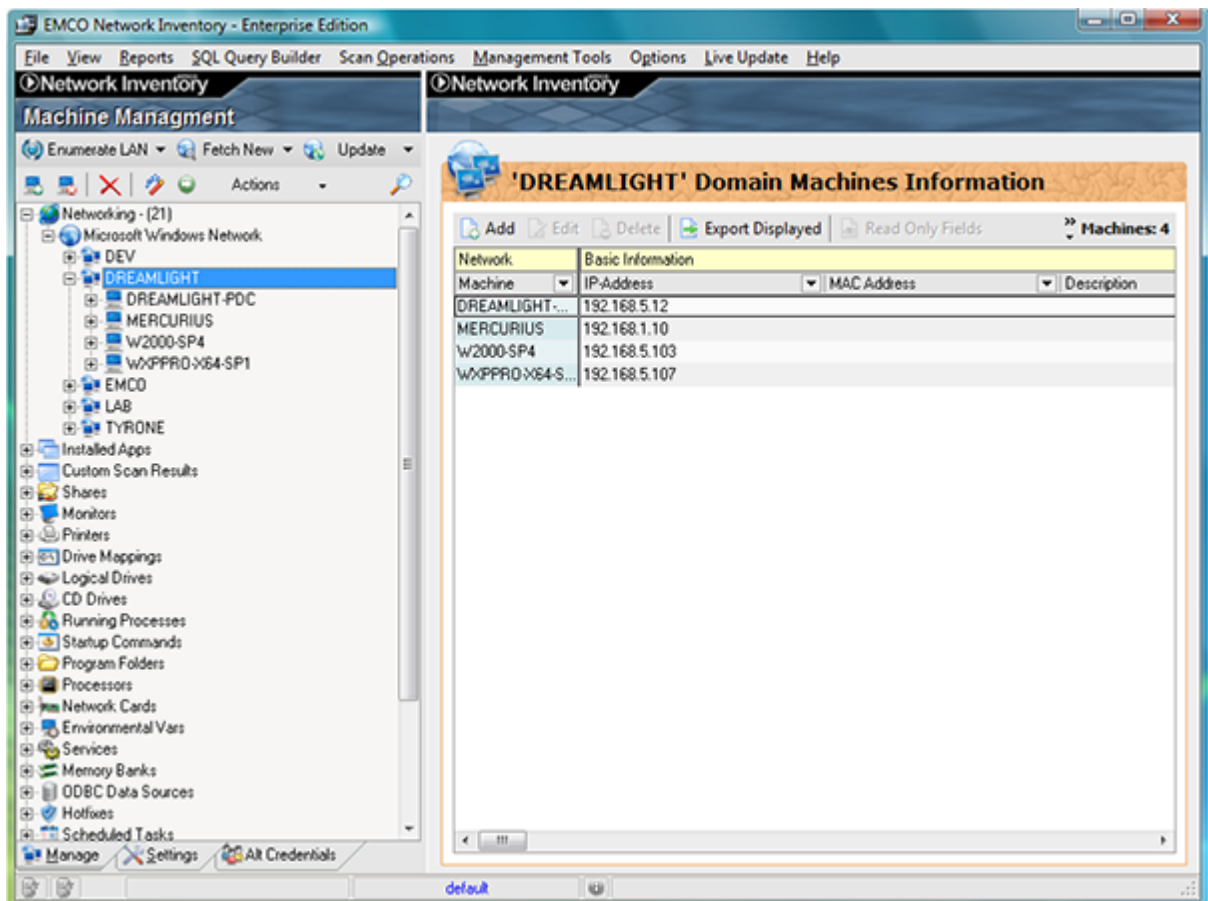 EMCO Network Inventory - Enterprise Edition
File View Reports SQL Query Builder Scan Operations Management Tools Options Live Update Help
Network Inventory
Machine Managment
Enumerate LAN Fetch New Update
Actions
Networking - (21)
Microsoft Windows Network
DEV
DREAMLIGHT
DREAMLIGHT-PDC
MERCURIUS
W2000-SP4
WXPPRO-X64-SP1
EMCO
LAB
TYRONE
Installed Apps
Custom Scan Results
Shares
Monitors
Printers
Drive Mappings
Logical Drives
CD Drives
Running Processes
Startup Commands
Program Folders
Processors
Network Cards
Environmental Vars
Services
Memory Banks
ODBC Data Sources
Hotfixes
Scheduled Tasks
Manage Settings Alt Credentials
Network Inventory
'DREAMLIGHT' Domain Machines Information
Add Edit Delete Export Displayed Read Only Fields Machines: 4
Network Basic Information
Machine IP-Address MAC Address Description
DREAMLIGHT-... 192.168.5.12
MERCURIUS 192.168.1.10
W2000-SP4 192.168.5.103
WXPPRO-X64-S... 192.168.5.107
default